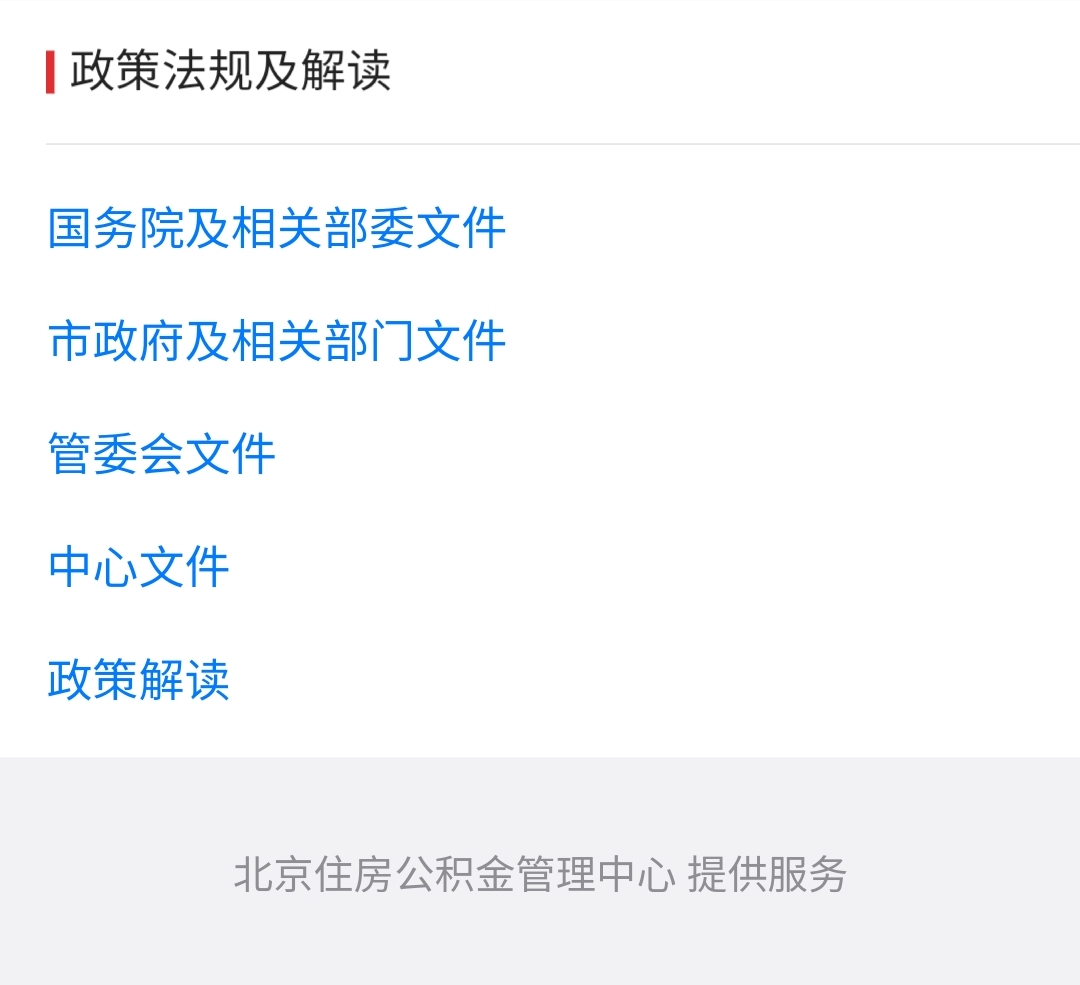 政策法规及解读
国务院及相关部委文件
市政府及相关部门文件
管委会文件
中心文件
政策解读
北京住房公积金管理中心 提供服务